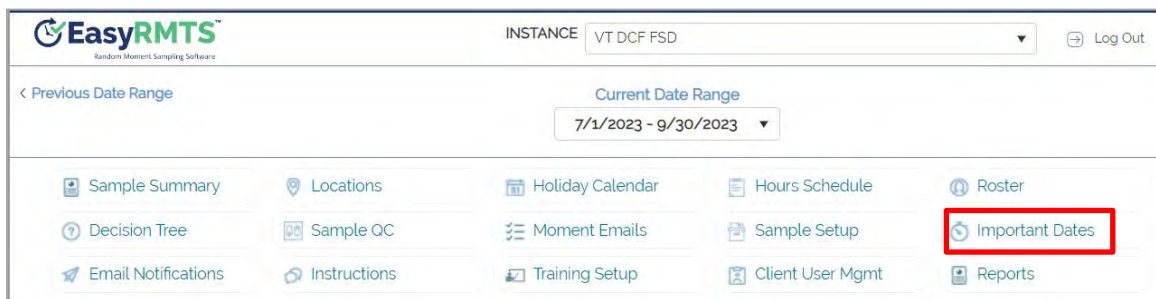 EasyRMTS™
Random Moment Sampling Software
INSTANCE VT DCF FSD Log Out
< Previous Date Range
Current Date Range
7/1/2023 - 9/30/2023
Sample Summary Locations Holiday Calendar Hours Schedule Roster
Decision Tree Sample QC Moment Emails Sample Setup Important Dates
Email Notifications Instructions Training Setup Client User Mgmt Reports